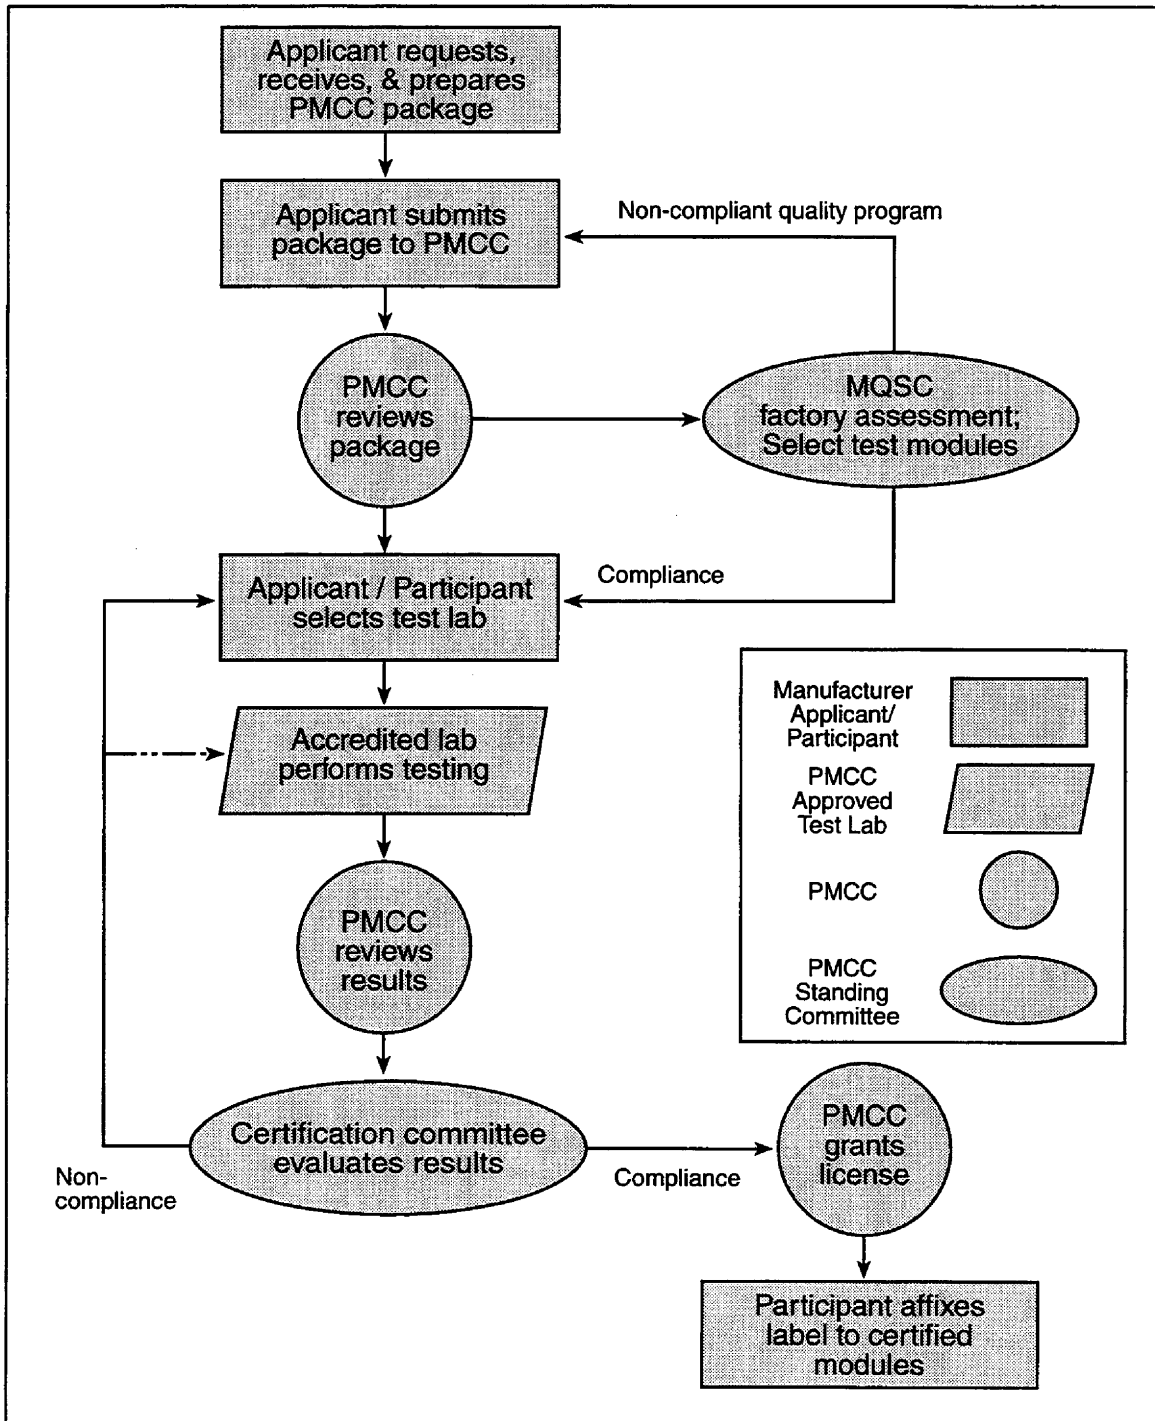 Applicant requests,
receives, & prepares
PMCC package
Applicant submits
package to PMCC
Non-compliant quality program
PMCC
reviews
package
MQSC
factory assessment;
Select test modules
Applicant / Participant
selects test lab
Compliance
Accredited lab
performs testing
Manufacturer
Applicant/
Participant
PMCC
Approved
Test Lab
PMCC
PMCC
Standing
Committee
PMCC
reviews
results
Certification committee
evaluates results
Non-
compliance
Compliance
PMCC
grants
license
Participant affixes
label to certified
modules